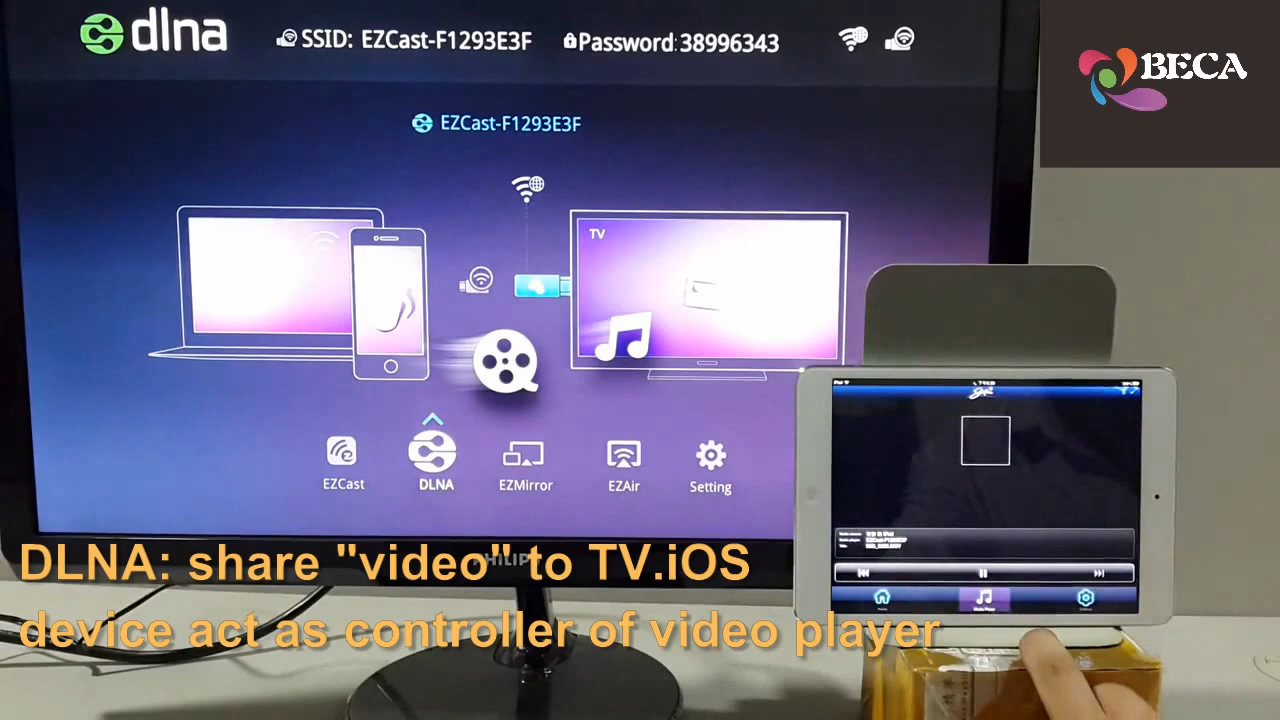 dlna SSID: EZCast-F1293E3F Password:38996343
BECA
EZCast-F1293E3F
TV
EZCast DLNA EZMirror EZAir Setting
PHILIPS
DLNA: share "video" to TV.iOS
device act as controller of video player